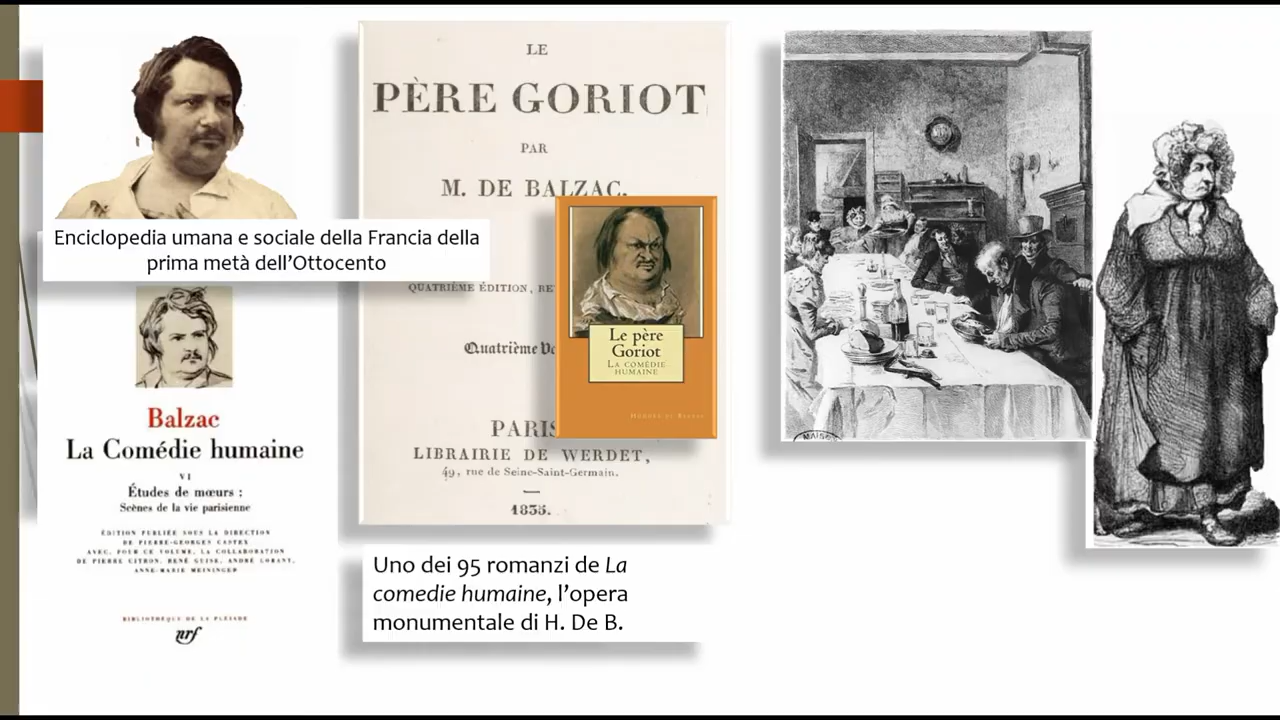 Enciclopedia umana e sociale della Francia della
prima metà dell'Ottocento
Balzac
La Comédie humaine
VI
Études de mœurs :
Scènes de la vie parisienne
ÉDITION PUBLIÉE SOUS LA DIRECTION
DE PIERRE-GEORGES CASTEX
AVEC, POUR CE VOLUME, LA COLLABORATION
DE PIERRE CITRON, RENÉ GUISE, ANDRÉ LORANT,
ANNE-MARIE MEININGER
BIBLIOTHÈQUE DE LA PLÉIADE
nrf
LE
PÈRE GORIOT
PAR
M. DE BALZAC.
QUATRIÈME ÉDITION,
Quatrième
PARIS
LIBRAIRIE DE WERDET,
49, rue de Seine-Saint-Germain.
1835.
Le père
Goriot
La comédie
humaine
Uno dei 95 romanzi de La
comedie humaine, l'opera
monumentale di H. De B.